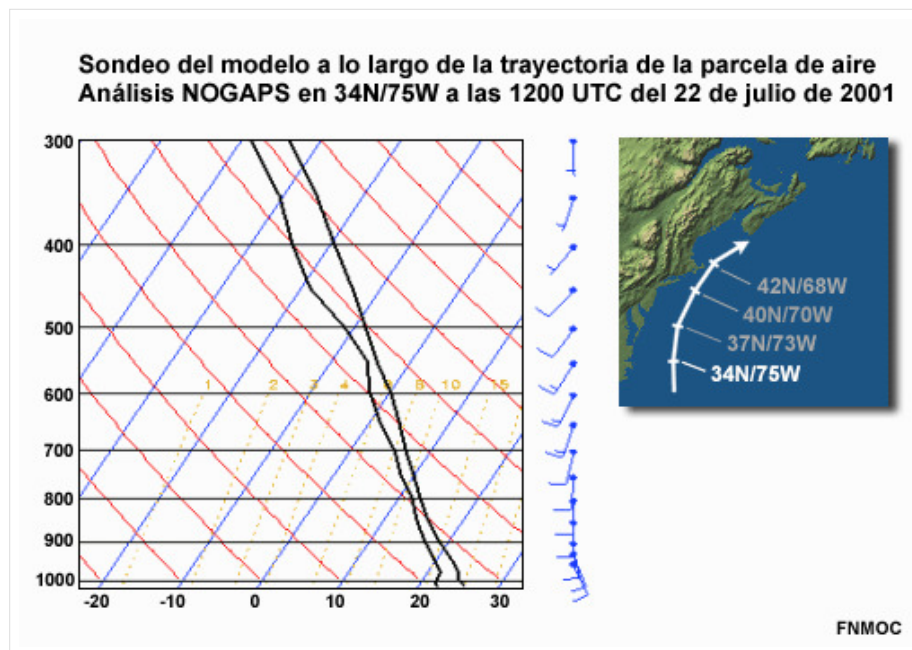 Sondeo del modelo a lo largo de la trayectoria de la parcela de aire
Análisis NOGAPS en 34N/75W a las 1200 UTC del 22 de julio de 2001
300
400
500
600
700
800
900
1000
1 2 3 4 6 8 10 15
-20 -10 0 10 20 30
42N/68W
40N/70W
37N/73W
34N/75W
FNMOC